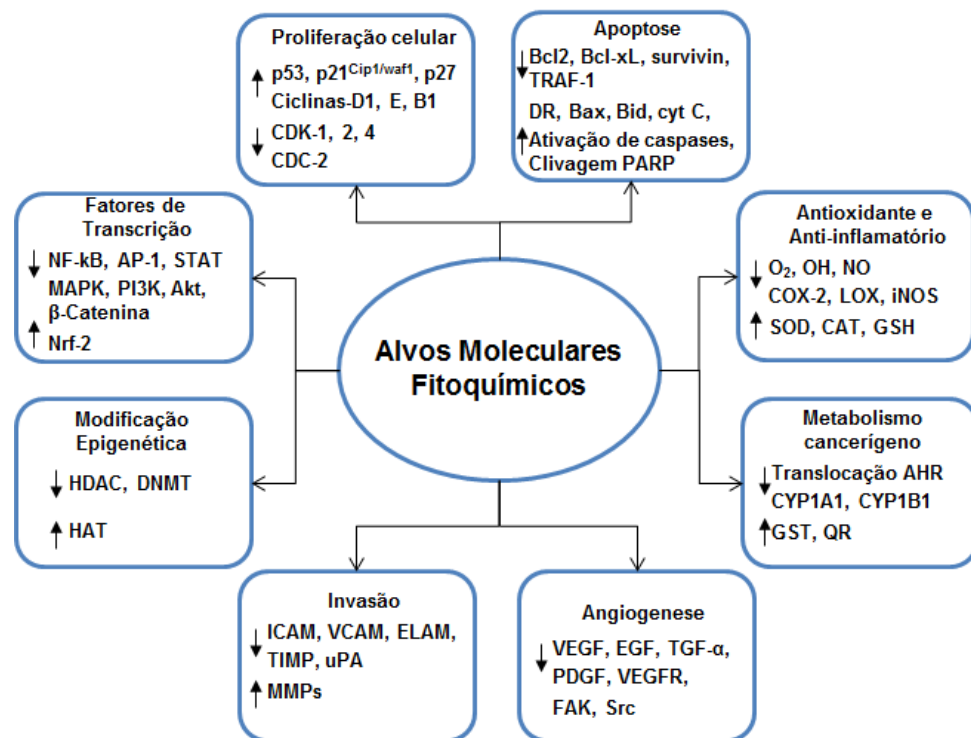 Proliferação celular
↑ p53, p21Cip1/waf1, p27
Ciclinas-D1, E, B1
↓ CDK-1, 2, 4
CDC-2
Apoptose
↓ Bcl2, Bcl-xL, survivin,
TRAF-1
DR, Bax, Bid, cyt C,
↑ Ativação de caspases,
Clivagem PARP
Fatores de
Transcrição
↓ NF-kB, AP-1, STAT
MAPK, PI3K, Akt,
β-Catenina
↑ Nrf-2
Antioxidante e
Anti-inflamatório
↓ O₂, OH, NO
COX-2, LOX, iNOS
↑ SOD, CAT, GSH
Alvos Moleculares
Fitoquímicos
Modificação
Epigenética
↓ HDAC, DNMT
↑ HAT
Metabolismo
cancerígeno
↓ Translocação AHR
CYP1A1, CYP1B1
↑ GST, QR
Invasão
↓ ICAM, VCAM, ELAM,
TIMP, uPA
↑ MMPs
Angiogenese
↓ VEGF, EGF, TGF-α,
PDGF, VEGFR,
FAK, Src